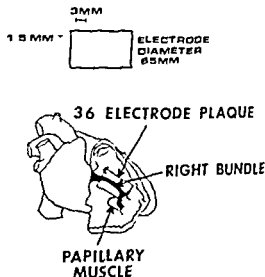 3MM
1 5 MM
ELECTRODE
DIAMETER
65MM
36 ELECTRODE PLAQUE
RIGHT BUNDLE
PAPILLARY
MUSCLE